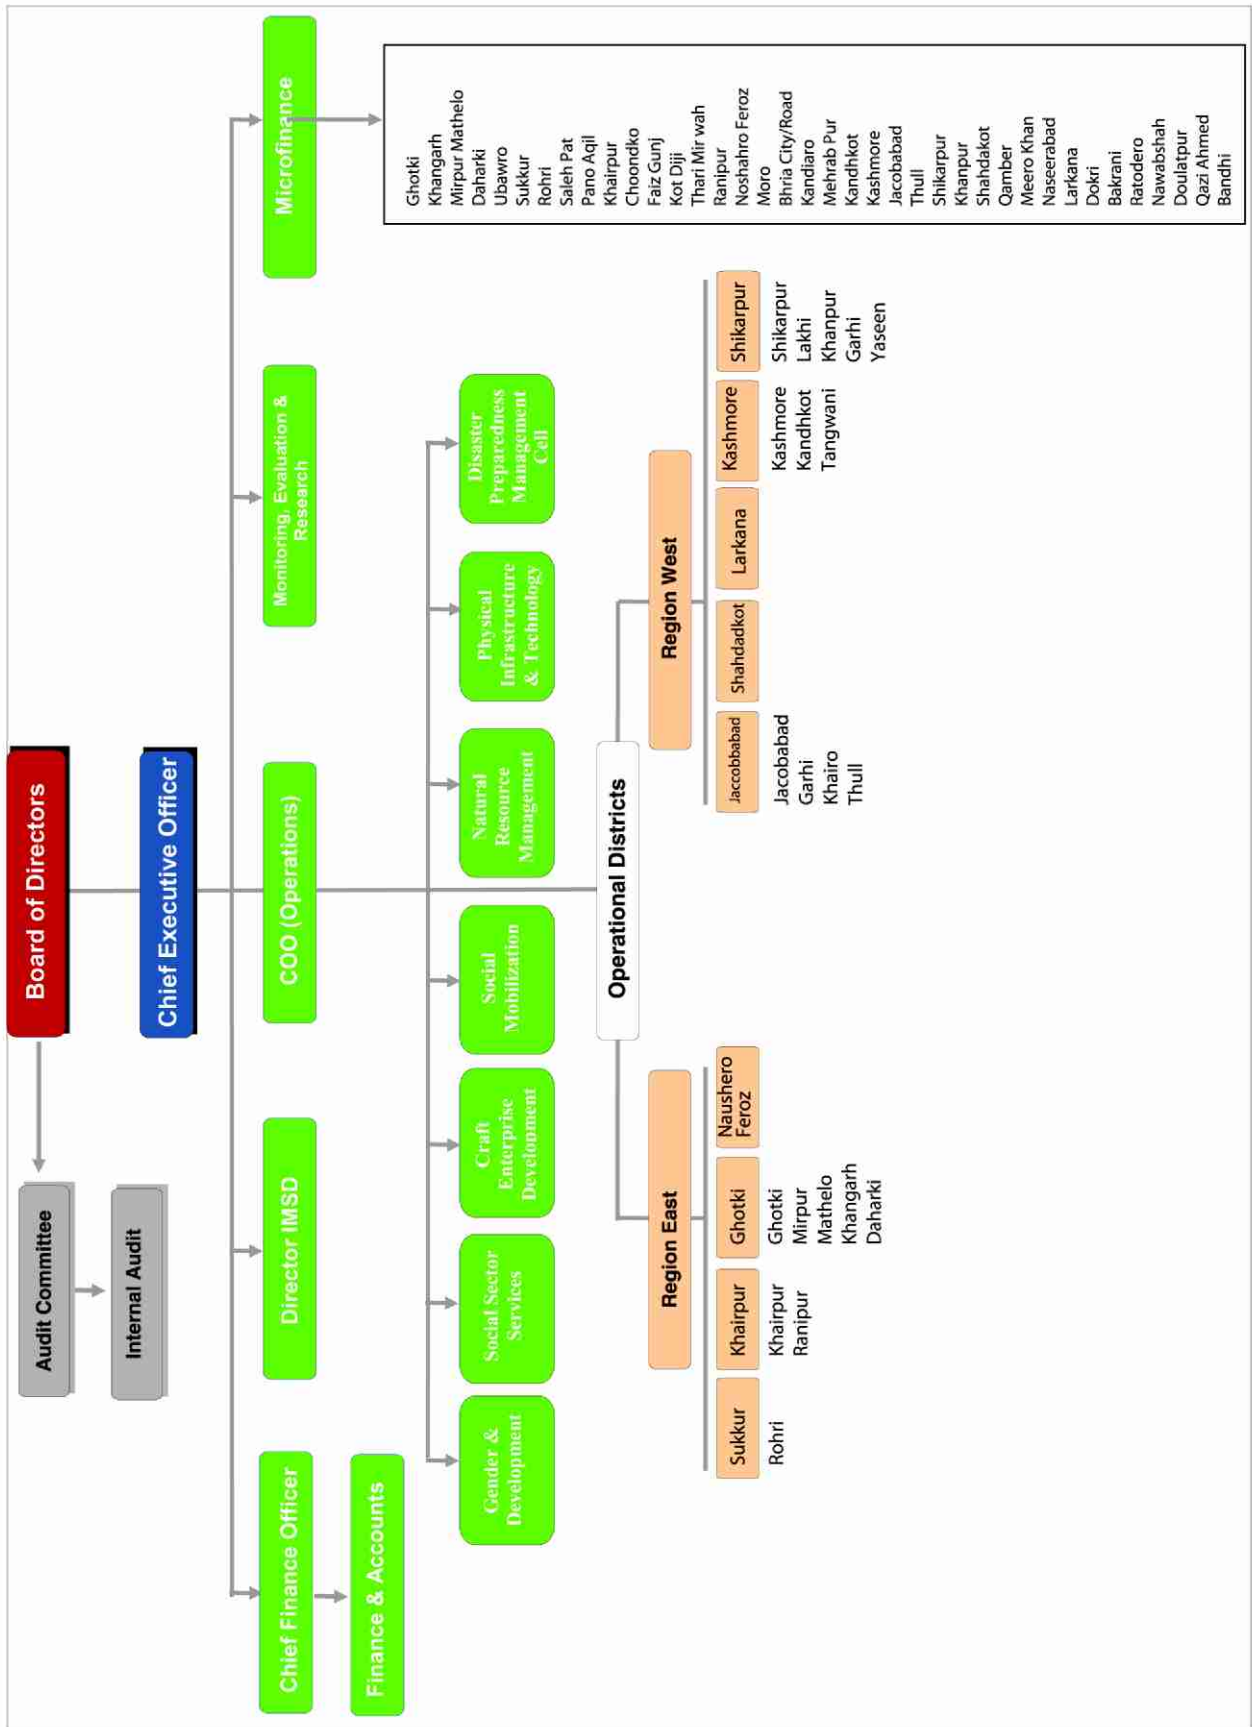 Board of Directors
Audit Committee
Internal Audit
Chief Executive Officer
Chief Finance Officer
Director IMSD
COO (Operations)
Monitoring, Evaluation &
Research
Microfinance
Finance & Accounts
Gender &
Development
Social Sector
Services
Craft
Enterprise
Development
Social
Mobilization
Natural
Resource
Management
Physical
Infrastructure
& Technology
Disaster
Preparedness
Management
Cell
Operational Districts
Region East
Region West
Sukkur
Rohri
Khairpur
Khairpur
Ranipur
Ghotki
Ghotki
Mirpur
Mathelo
Khangarh
Daharki
Naushero
Feroz
Jacobbabad
Jacobabad
Garhi
Khairo
Thull
Shahdadkot
Larkana
Kashmore
Kashmore
Kandhkot
Tangwani
Shikarpur
Shikarpur
Lakhi
Khanpur
Garhi
Yaseen
Ghotki
Khangarh
Mirpur Mathelo
Daharki
Ubawro
Sukkur
Rohri
Saleh Pat
Pano Aqil
Khairpur
Choondko
Faiz Gunj
Kot Diji
Thari Mir wah
Ranipur
Noshahro Feroz
Moro
Bhria City/Road
Kandiaro
Mehrab Pur
Kandhkot
Kashmore
Jacobabad
Thull
Shikarpur
Khanpur
Shahdakot
Qamber
Meero Khan
Naseerabad
Larkana
Dokri
Bakrani
Ratodero
Nawabshah
Doulatpur
Qazi Ahmed
Bandhi